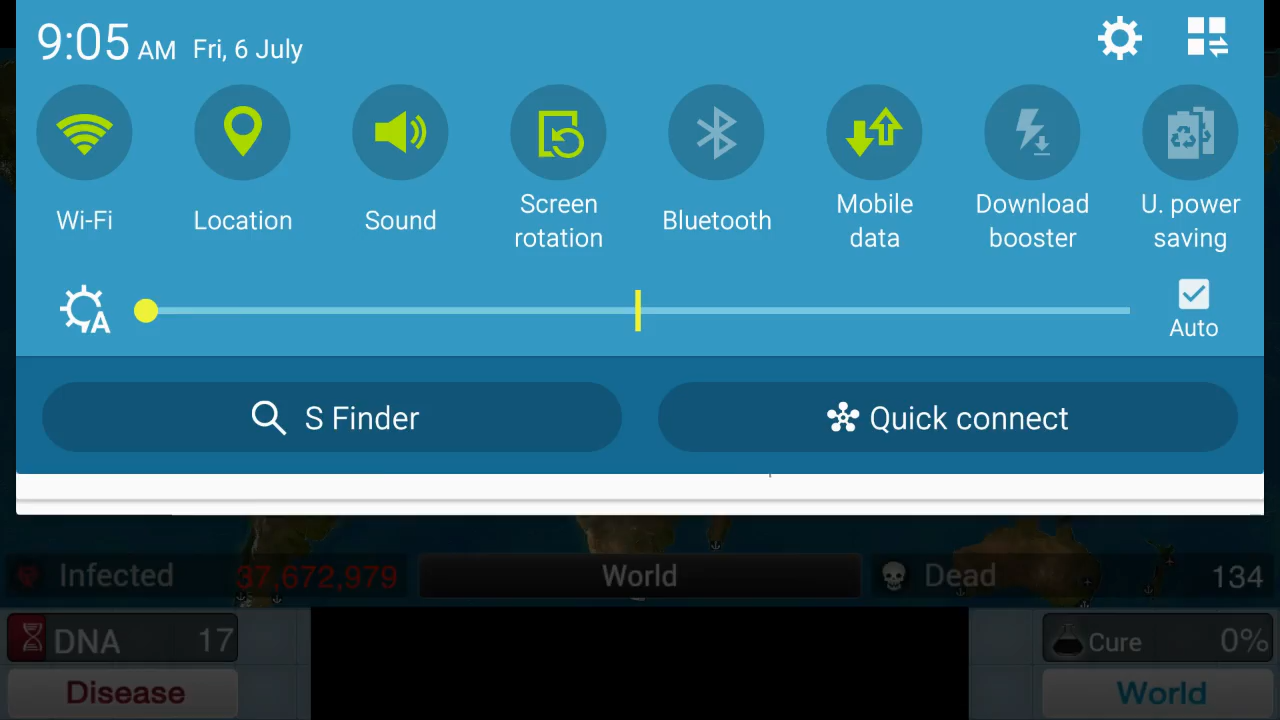 9:05 AM Fri, 6 July
Wi-Fi
Location
Sound
Screen
rotation
Bluetooth
Mobile
data
Download
booster
U. power
saving
A
Auto
S Finder
Quick connect
Infected 37,672,979
World
Dead 134
DNA 17
Cure 0%
Disease
World